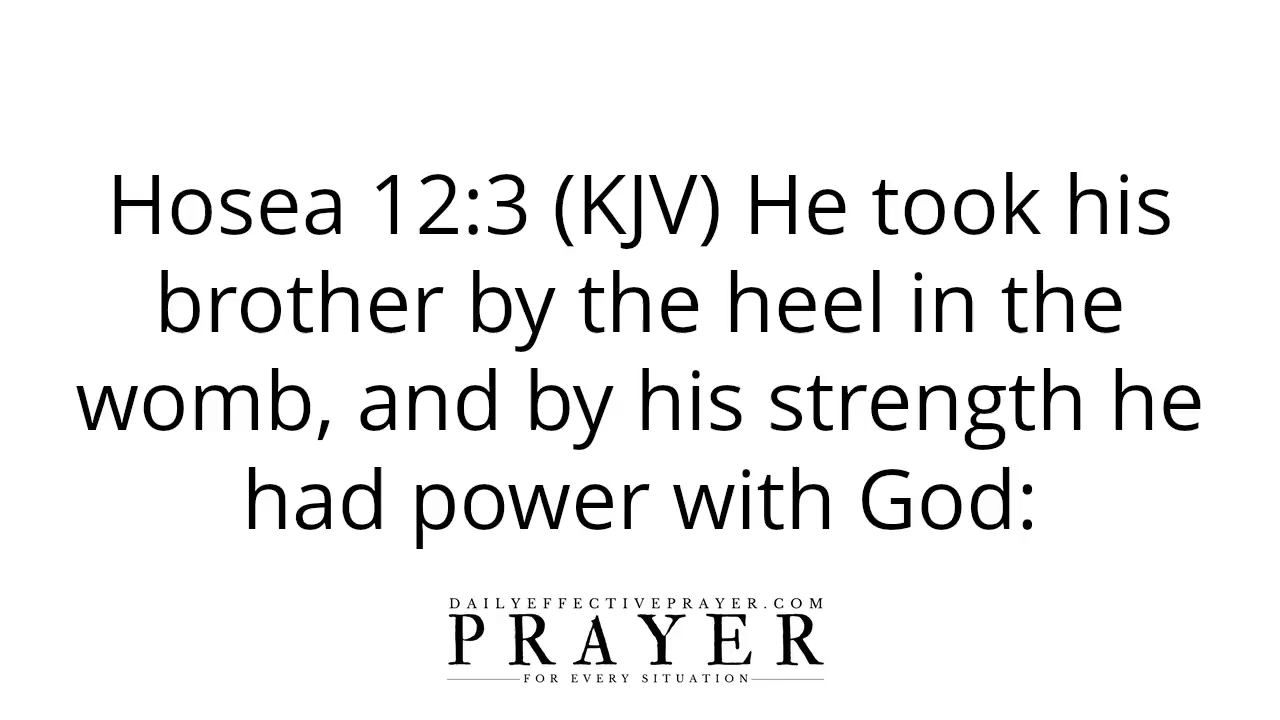 Hosea 12:3 (KJV) He took his
brother by the heel in the
womb, and by his strength he
had power with God:
DAILYEFFECTIVEPRAYER.COM
PRAYER
FOR EVERY SITUATION